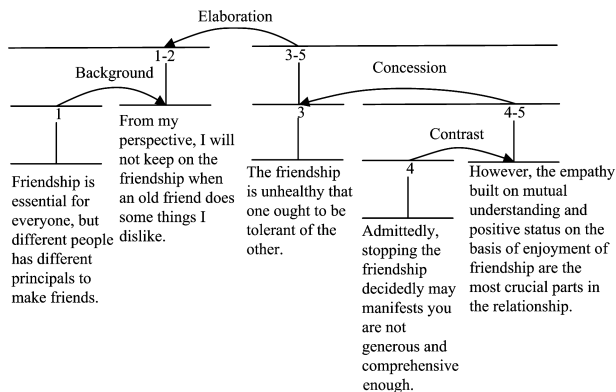 Elaboration
1-2
3-5
Background
Concession
1
3
4-5
Contrast
4
Friendship is
essential for
everyone, but
different people
has different
principals to
make friends.
From my
perspective, I will
not keep on the
friendship when
an old friend does
some things I
dislike.
The friendship
is unhealthy that
one ought to be
tolerant of the
other.
Admittedly,
stopping the
friendship
decidedly may
manifests you
are not
generous and
comprehensive
enough.
However, the empathy
built on mutual
understanding and
positive status on the
basis of enjoyment of
friendship are the
most crucial parts in
the relationship.